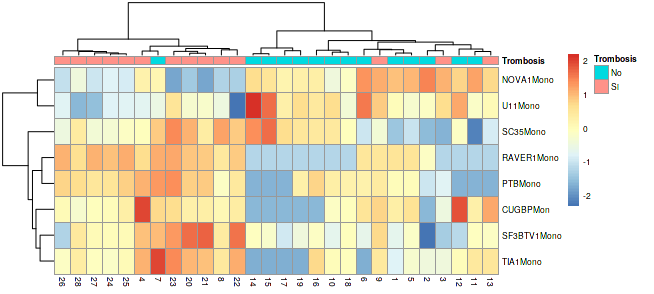 Trombosis
NOVA1Mono
U11Mono
SC35Mono
RAVER1Mono
PTBMono
CUGBPMon
SF3BTV1Mono
TIA1Mono
26 28 27 24 25 4 7 23 20 21 8 22 14 15 17 19 16 10 18 6 9 1 5 2 3 12 11 13
2
1
0
-1
-2
Trombosis
No
SI